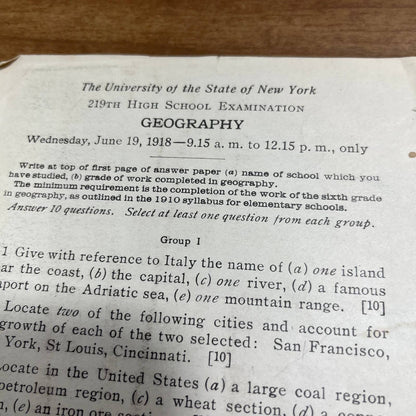 The University of the State of New York
219TH HIGH SCHOOL EXAMINATION
GEOGRAPHY
Wednesday, June 19, 1918—9.15 a. m. to 12.15 p. m., only
Write at top of first page of answer paper (a) name of school which you
have studied, (b) grade of work completed in geography.
The minimum requirement is the completion of the work of the sixth grade
in geography, as outlined in the 1910 syllabus for elementary schools.
Answer 10 questions. Select at least one question from each group.
Group I
1 Give with reference to Italy the name of (a) one island
ar the coast, (b) the capital, (c) one river, (d) a famous
port on the Adriatic sea, (e) one mountain range. [10]
Locate two of the following cities and account for
growth of each of the two selected: San Francisco,
York, St Louis, Cincinnati. [10]
ocate in the United States (a) a large coal region,
petroleum region, (c) a wheat section, (d) a
(e) an iron ore